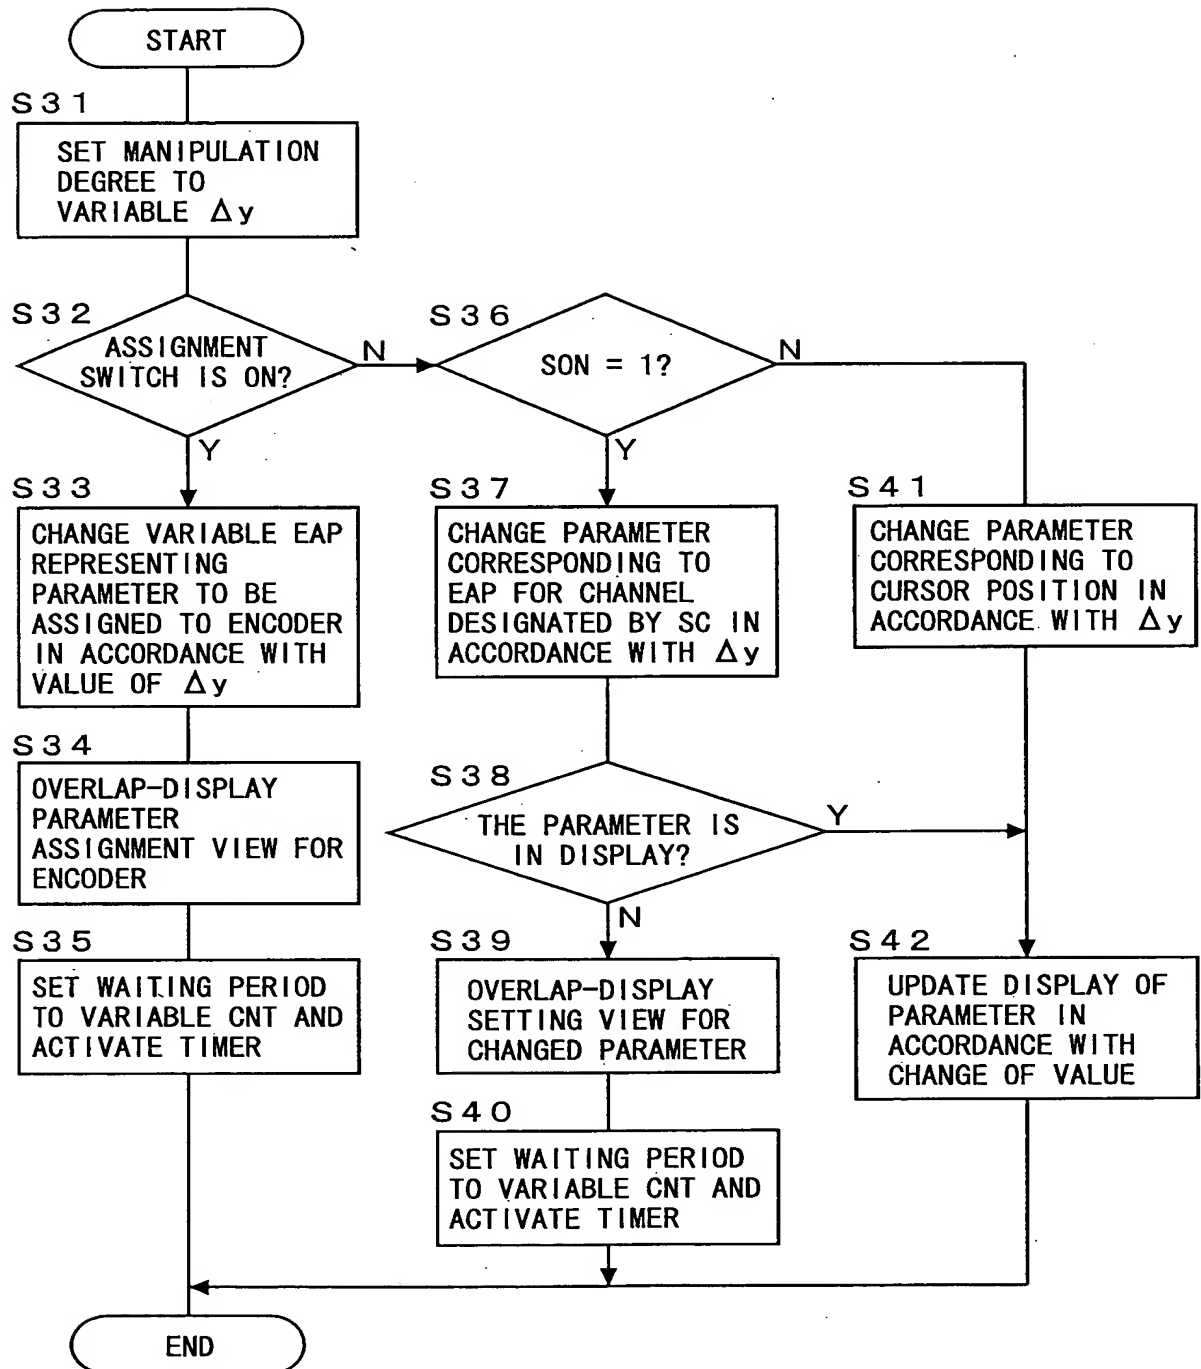 START
S31
SET MANIPULATION
DEGREE TO
VARIABLE Δy
S32
ASSIGNMENT
SWITCH IS ON?
N
Y
S33
CHANGE VARIABLE EAP
REPRESENTING
PARAMETER TO BE
ASSIGNED TO ENCODER
IN ACCORDANCE WITH
VALUE OF Δy
S34
OVERLAP-DISPLAY
PARAMETER
ASSIGNMENT VIEW FOR
ENCODER
S35
SET WAITING PERIOD
TO VARIABLE CNT AND
ACTIVATE TIMER
S36
SON = 1?
N
Y
S37
CHANGE PARAMETER
CORRESPONDING TO
EAP FOR CHANNEL
DESIGNATED BY SC IN
ACCORDANCE WITH Δy
S38
THE PARAMETER IS
IN DISPLAY?
Y
N
S39
OVERLAP-DISPLAY
SETTING VIEW FOR
CHANGED PARAMETER
S40
SET WAITING PERIOD
TO VARIABLE CNT AND
ACTIVATE TIMER
S41
CHANGE PARAMETER
CORRESPONDING TO
CURSOR POSITION IN
ACCORDANCE WITH Δy
S42
UPDATE DISPLAY OF
PARAMETER IN
ACCORDANCE WITH
CHANGE OF VALUE
END